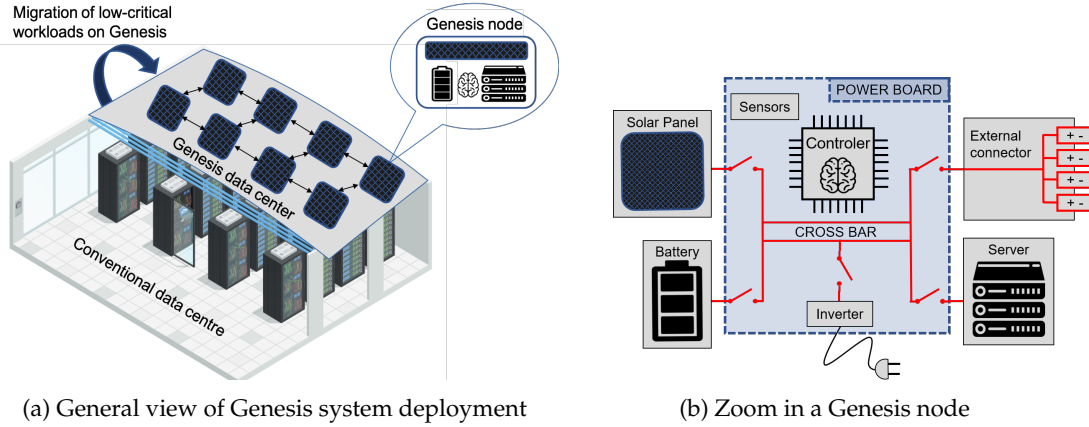 Migration of low-critical
workloads on Genesis
Genesis node
Genesis data center
Conventional data centre
(a) General view of Genesis system deployment
POWER BOARD
Sensors
Solar Panel
Controler
External
connector
+ -
+ -
+ -
+ -
CROSS BAR
Battery
Server
Inverter
(b) Zoom in a Genesis node